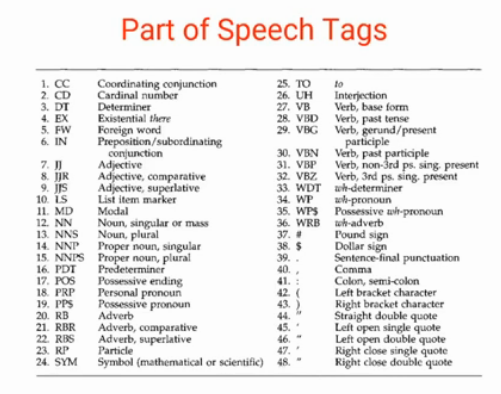 Part of Speech Tags
1. CC Coordinating conjunction
2. CD Cardinal number
3. DT Determiner
4. EX Existential there
5. FW Foreign word
6. IN Preposition/subordinating
conjunction
7. JJ Adjective
8. JJR Adjective, comparative
9. JJS Adjective, superlative
10. LS List item marker
11. MD Modal
12. NN Noun, singular or mass
13. NNS Noun, plural
14. NNP Proper noun, singular
15. NNPS Proper noun, plural
16. PDT Predeterminer
17. POS Possessive ending
18. PRP Personal pronoun
19. PP$ Possessive pronoun
20. RB Adverb
21. RBR Adverb, comparative
22. RBS Adverb, superlative
23. RP Particle
24. SYM Symbol (mathematical or scientific)
25. TO to
26. UH Interjection
27. VB Verb, base form
28. VBD Verb, past tense
29. VBG Verb, gerund/present
participle
30. VBN Verb, past participle
31. VBP Verb, non-3rd ps. sing. present
32. VBZ Verb, 3rd ps. sing. present
33. WDT wh-determiner
34. WP wh-pronoun
35. WP$ Possessive wh-pronoun
36. WRB wh-adverb
37. # Pound sign
38. $ Dollar sign
39. . Sentence-final punctuation
40. , Comma
41. : Colon, semi-colon
42. ( Left bracket character
43. ) Right bracket character
44. " Straight double quote
45. ‘ Left open single quote
46. “ Left open double quote
47. ’ Right close single quote
48. ” Right close double quote